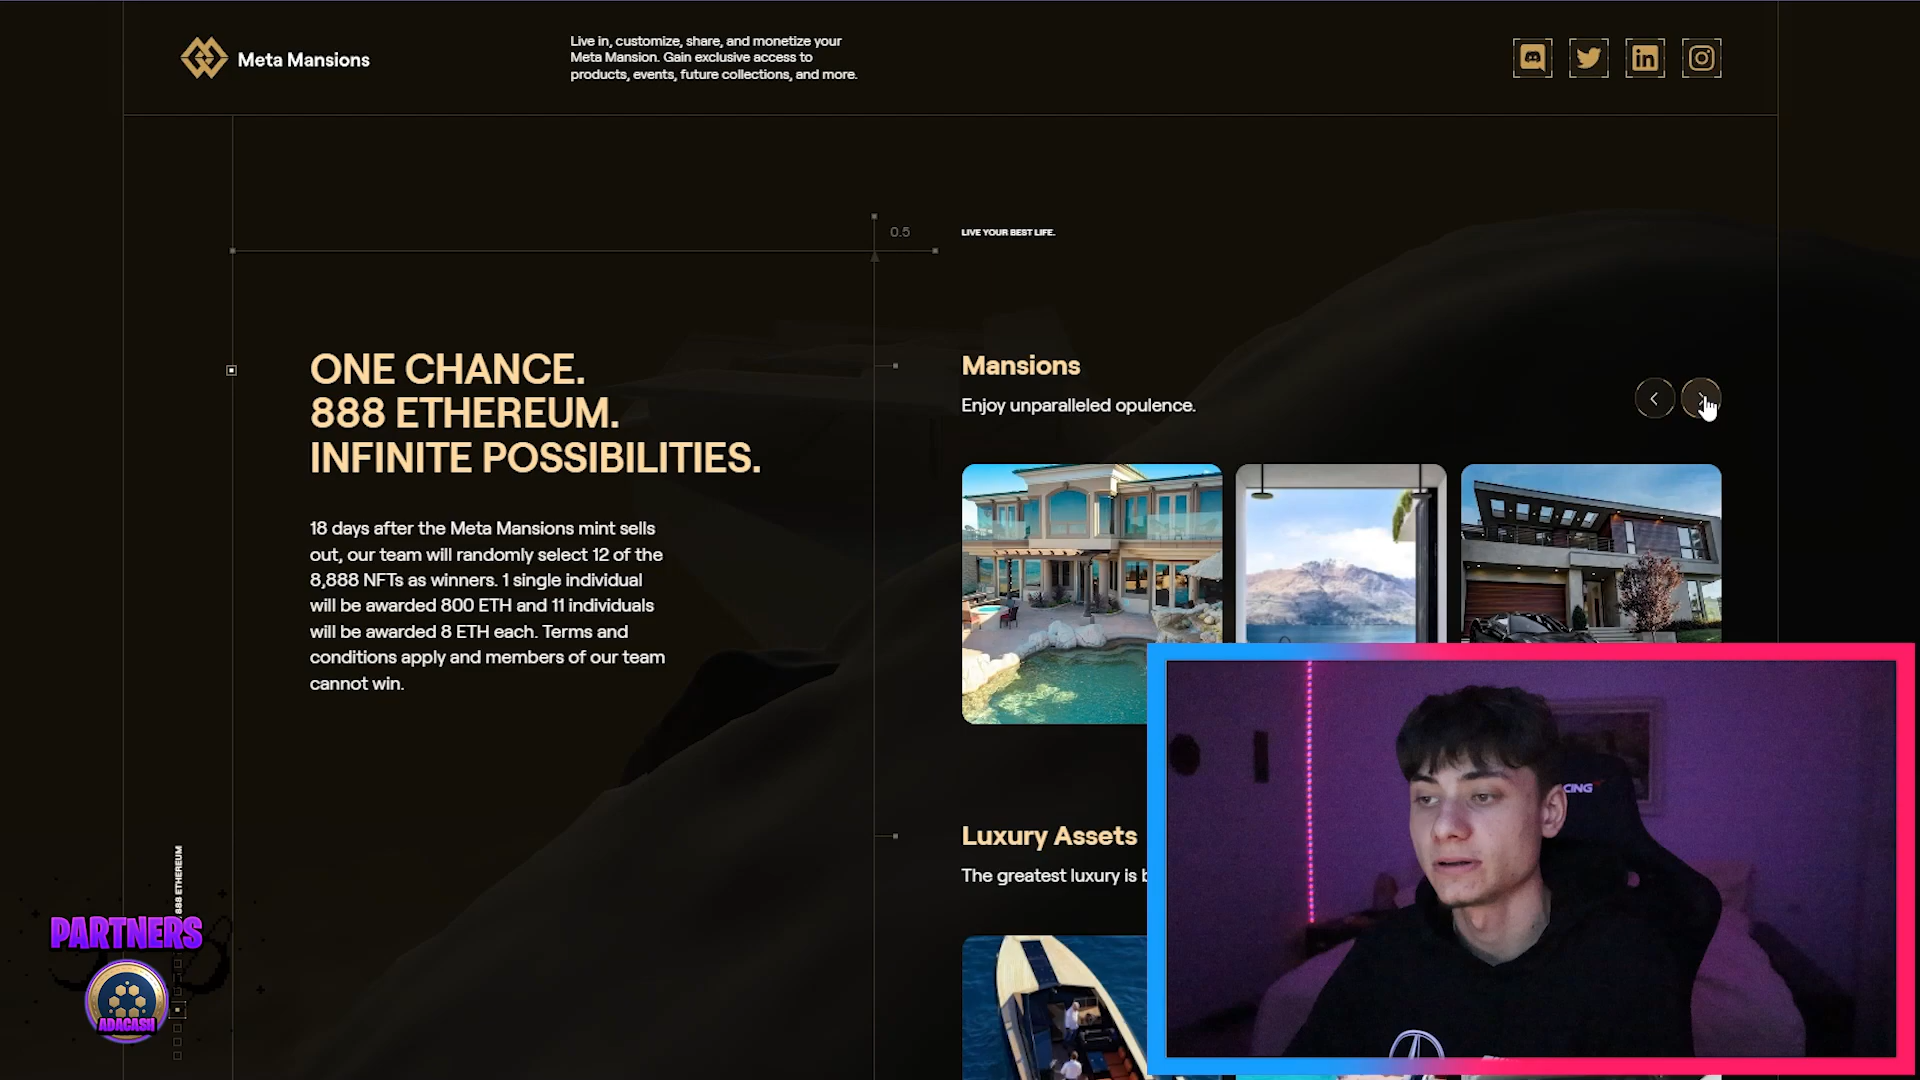 Meta Mansions
Live in, customize, share, and monetize your
Meta Mansion. Gain exclusive access to
products, events, future collections, and more.
0.5
LIVE YOUR BEST LIFE.
ONE CHANCE.
888 ETHEREUM.
INFINITE POSSIBILITIES.
18 days after the Meta Mansions mint sells
out, our team will randomly select 12 of the
8,888 NFTs as winners. 1 single individual
will be awarded 800 ETH and 11 individuals
will be awarded 8 ETH each. Terms and
conditions apply and members of our team
cannot win.
Mansions
Enjoy unparalleled opulence.
Luxury Assets
The greatest luxury is
888 ETHEREUM
PARTNERS
ADACASH
CING